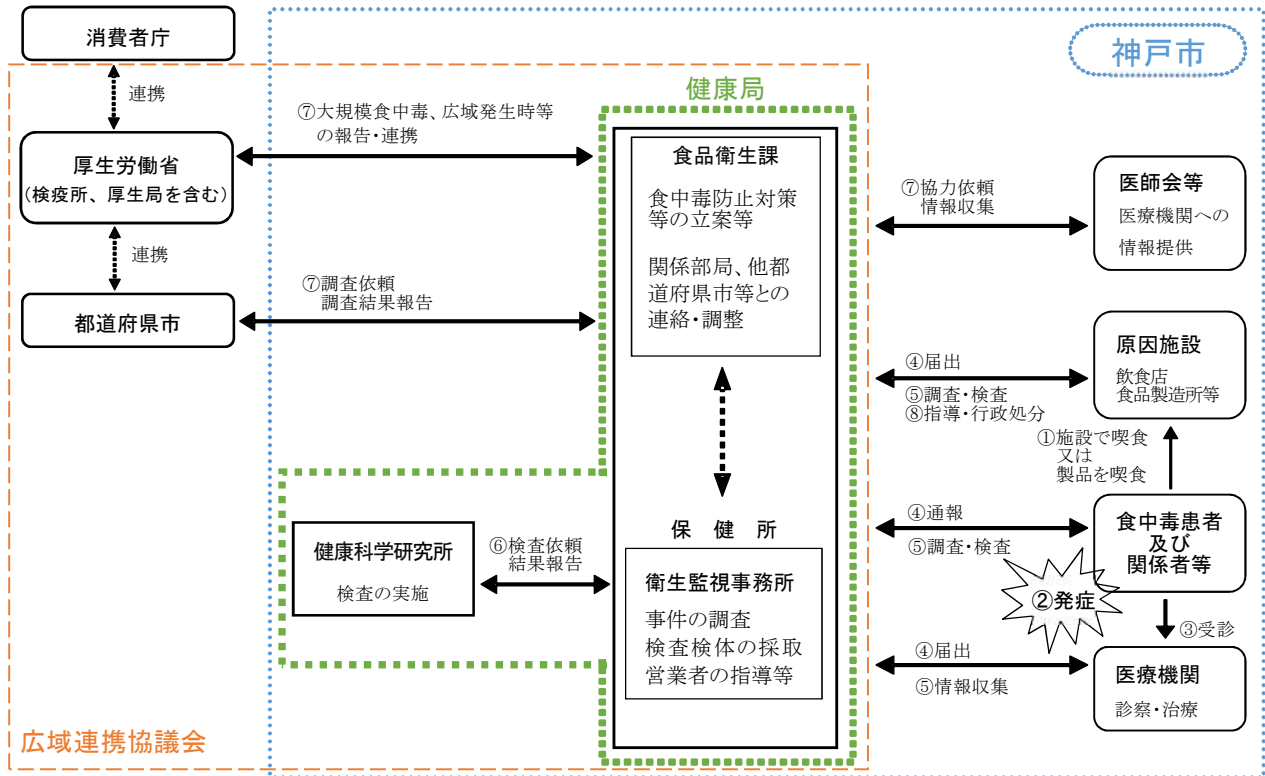 消費者庁
連携
厚生労働省
(検疫所、厚生局を含む)
連携
都道府県市
広域連携協議会
神戸市
健康局
⑦大規模食中毒、広域発生時等
の報告・連携
⑦調査依頼
調査結果報告
食品衛生課
食中毒防止対策
等の立案等
関係部局、他都
道府県市等との
連絡・調整
保 健 所
衛生監視事務所
事件の調査
検査検体の採取
営業者の指導等
健康科学研究所
検査の実施
⑥検査依頼
結果報告
⑦協力依頼
情報収集
医師会等
医療機関への
情報提供
④届出
⑤調査・検査
⑧指導・行政処分
原因施設
飲食店
食品製造所等
①施設で喫食
又は
製品を喫食
④通報
⑤調査・検査
食中毒患者
及び
関係者等
②発症
③受診
④届出
⑤情報収集
医療機関
診察・治療